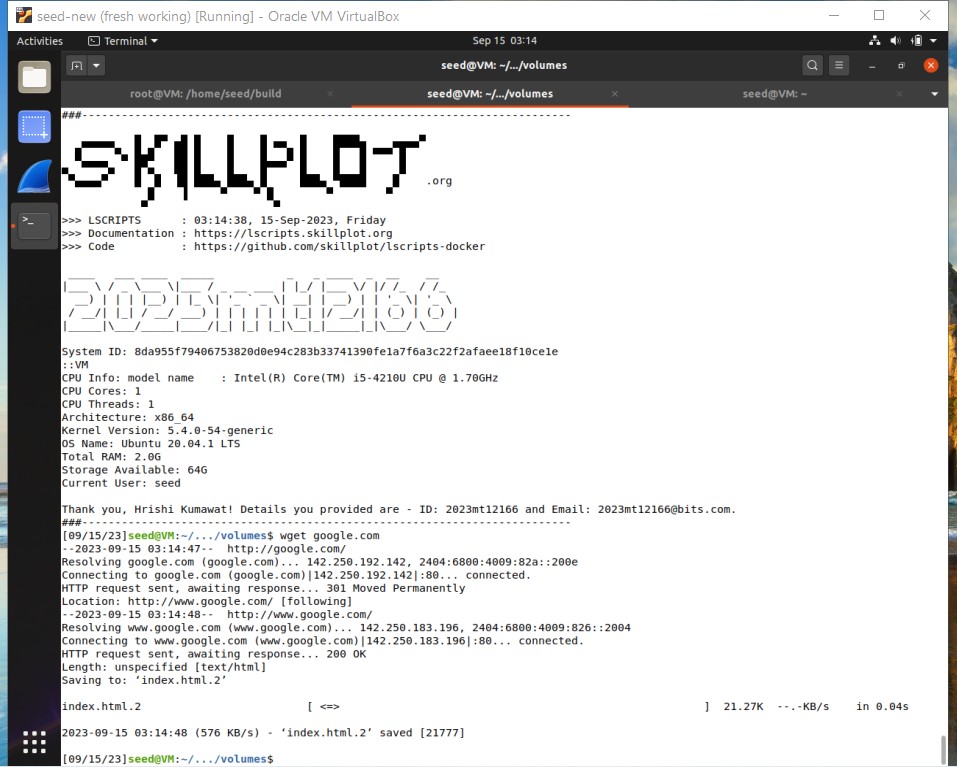 seed-new (fresh working) [Running] - Oracle VM VirtualBox
Activities Terminal Sep 15 03:14
seed@VM: ~/.../volumes
root@VM: /home/seed/build seed@VM: ~/.../volumes seed@VM: ~
###--------------------------------------------------------------------------
SKILLPLOT .org
>>> LSCRIPTS : 03:14:38, 15-Sep-2023, Friday
>>> Documentation : https://lscripts.skillplot.org
>>> Code : https://github.com/skillplot/lscripts-docker
2023mt12166
System ID: 8da955f79406753820d0e94c283b33741390fe1a7f6a3c22f2afaee18f10ce1e
::VM
CPU Info: model name : Intel(R) Core(TM) i5-4210U CPU @ 1.70GHz
CPU Cores: 1
CPU Threads: 1
Architecture: x86_64
Kernel Version: 5.4.0-54-generic
OS Name: Ubuntu 20.04.1 LTS
Total RAM: 2.0G
Storage Available: 64G
Current User: seed
Thank you, Hrishi Kumawat! Details you provided are - ID: 2023mt12166 and Email: 2023mt12166@bits.com.
###--------------------------------------------------------------------------
[09/15/23]seed@VM:~/.../volumes$ wget google.com
--2023-09-15 03:14:47-- http://google.com/
Resolving google.com (google.com)... 142.250.192.142, 2404:6800:4009:82a::200e
Connecting to google.com (google.com)|142.250.192.142|:80... connected.
HTTP request sent, awaiting response... 301 Moved Permanently
Location: http://www.google.com/ [following]
--2023-09-15 03:14:48-- http://www.google.com/
Resolving www.google.com (www.google.com)... 142.250.183.196, 2404:6800:4009:826::2004
Connecting to www.google.com (www.google.com)|142.250.183.196|:80... connected.
HTTP request sent, awaiting response... 200 OK
Length: unspecified [text/html]
Saving to: ‘index.html.2’
index.html.2 [ <=> ] 21.27K --.-KB/s in 0.04s
2023-09-15 03:14:48 (576 KB/s) - ‘index.html.2’ saved [21777]
[09/15/23]seed@VM:~/.../volumes$